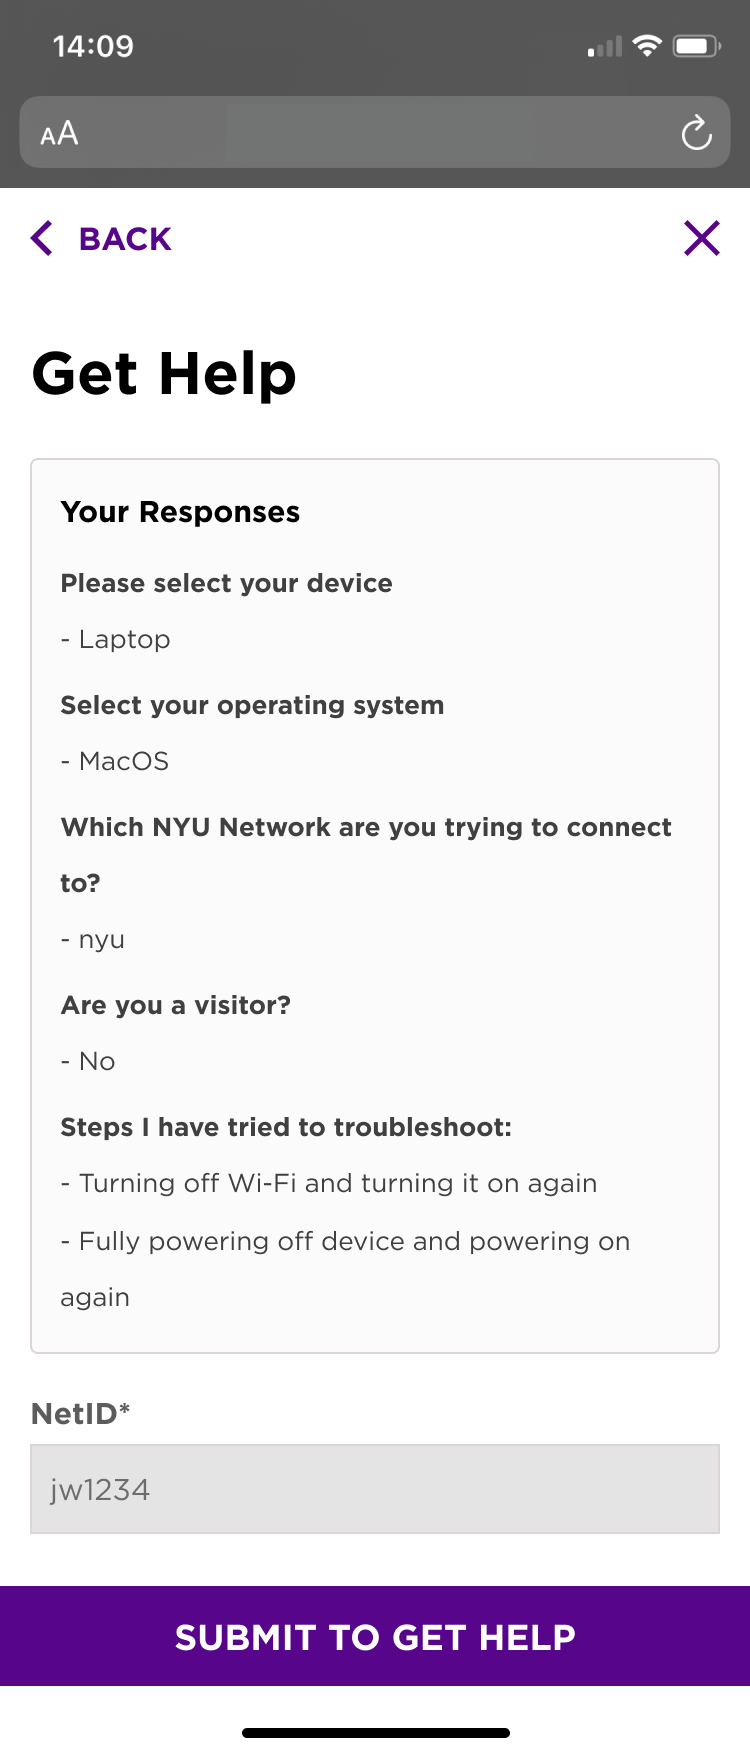 14:09
AA
BACK
Get Help
Your Responses
Please select your device
- Laptop
Select your operating system
- MacOS
Which NYU Network are you trying to connect
to?
- nyu
Are you a visitor?
- No
Steps I have tried to troubleshoot:
- Turning off Wi-Fi and turning it on again
- Fully powering off device and powering on
again
NetID*
jw1234
SUBMIT TO GET HELP